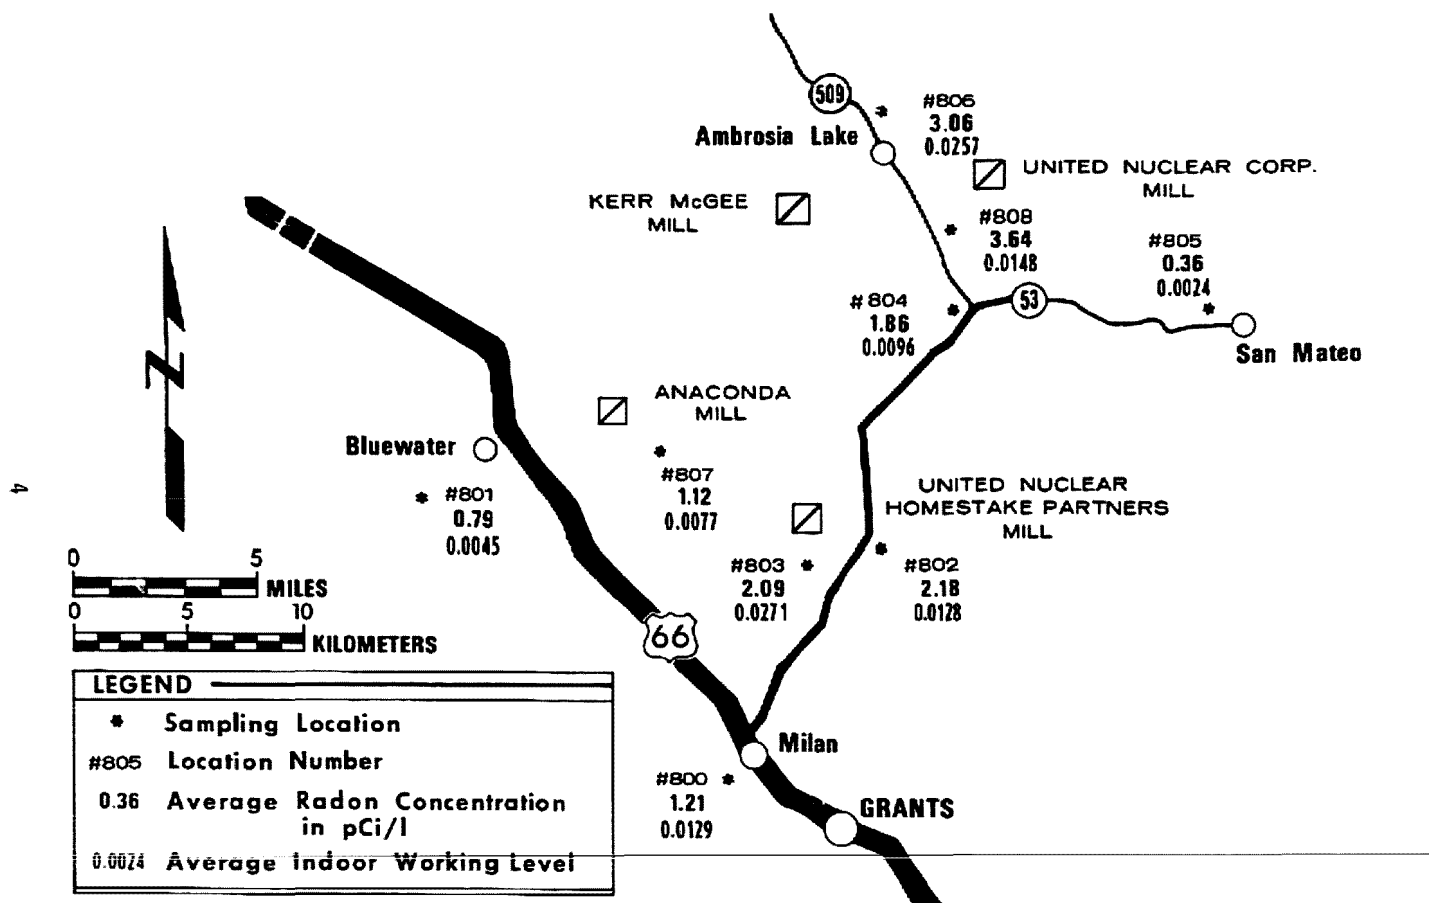 509
#806
3.06
0.0257
Ambrosia Lake
UNITED NUCLEAR CORP.
MILL
KERR McGEE
MILL
#808
3.64
0.0148
#805
0.36
0.0024
53
# 804
1.86
0.0096
San Mateo
N
ANACONDA
MILL
Bluewater
#807
1.12
0.0077
#801
0.79
0.0045
UNITED NUCLEAR
HOMESTAKE PARTNERS
MILL
4
#803
2.09
0.0271
#802
2.18
0.0128
0 5
MILES
0 5 10
KILOMETERS
66
LEGEND
* Sampling Location
#805 Location Number
0.36 Average Radon Concentration
in pCi/l
0.0024 Average Indoor Working Level
Milan
#800
1.21
0.0129
GRANTS